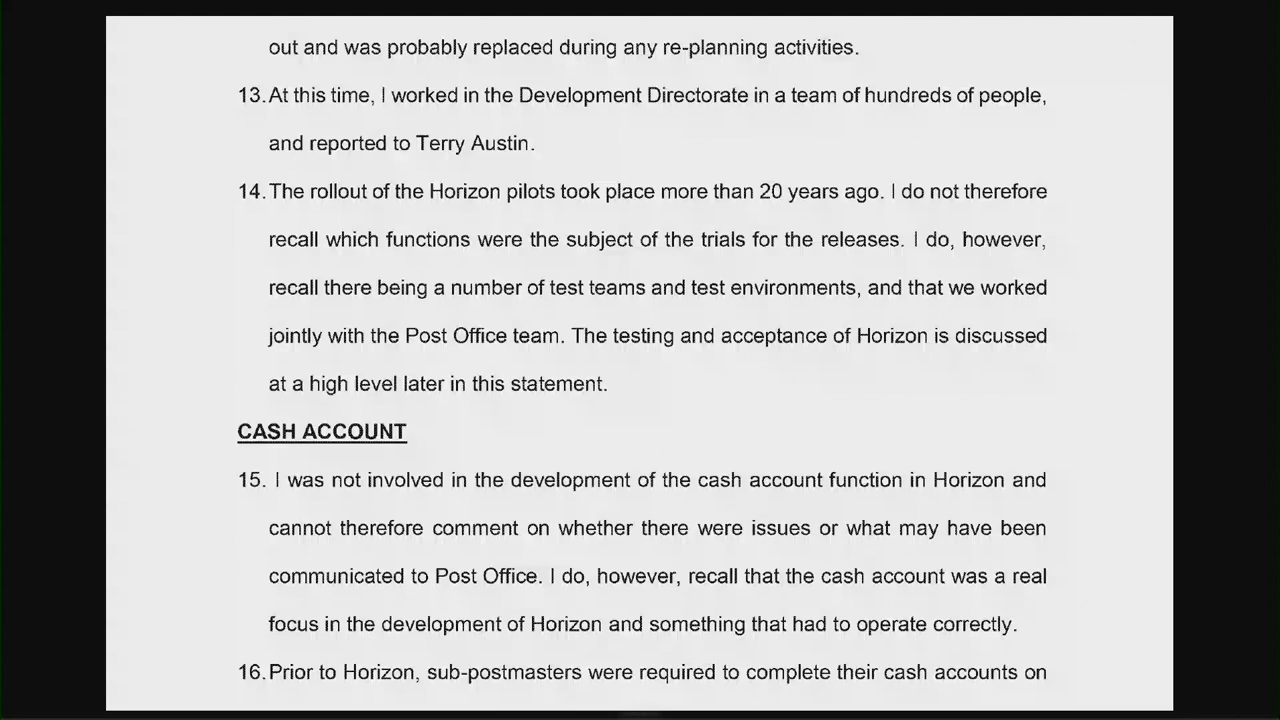 out and was probably replaced during any re-planning activities.
13. At this time, I worked in the Development Directorate in a team of hundreds of people,
and reported to Terry Austin.
14. The rollout of the Horizon pilots took place more than 20 years ago. I do not therefore
recall which functions were the subject of the trials for the releases. I do, however,
recall there being a number of test teams and test environments, and that we worked
jointly with the Post Office team. The testing and acceptance of Horizon is discussed
at a high level later in this statement.
CASH ACCOUNT
15. I was not involved in the development of the cash account function in Horizon and
cannot therefore comment on whether there were issues or what may have been
communicated to Post Office. I do, however, recall that the cash account was a real
focus in the development of Horizon and something that had to operate correctly.
16. Prior to Horizon, sub-postmasters were required to complete their cash accounts on